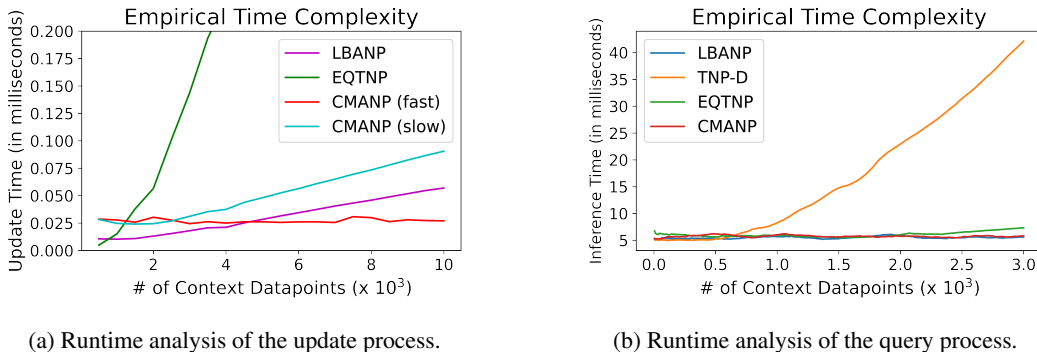 Empirical Time Complexity
Update Time (in milliseconds)
0.200
0.175
0.150
0.125
0.100
0.075
0.050
0.025
0.000
LBANP
EQTNP
CMANP (fast)
CMANP (slow)
2 4 6 8 10
# of Context Datapoints (x 10³)
(a) Runtime analysis of the update process.
Empirical Time Complexity
Inference Time (in milliseconds)
40
35
30
25
20
15
10
5
LBANP
TNP-D
EQTNP
CMANP
0.0 0.5 1.0 1.5 2.0 2.5 3.0
# of Context Datapoints (x 10³)
(b) Runtime analysis of the query process.